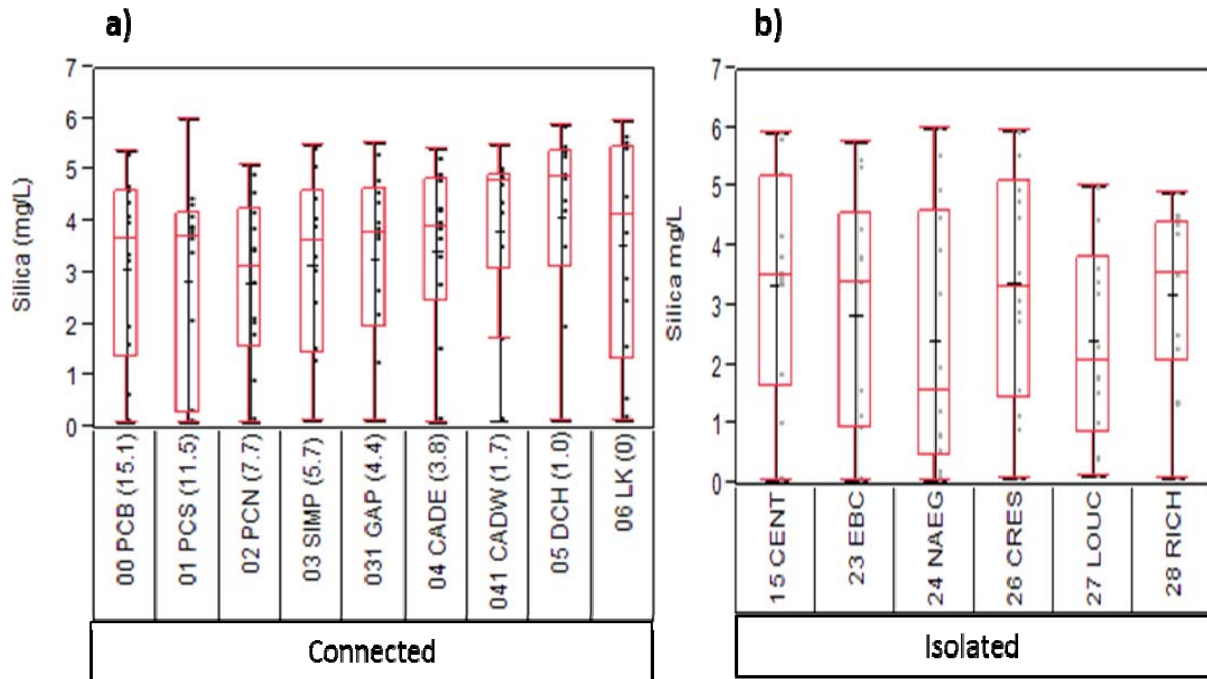 a)
7
6
5
4
3
2
1
0
Silica (mg/L)
00 PCB (15.1)
01 PCS (11.5)
02 PCN (7.7)
03 SIMP (5.7)
031 GAP (4.4)
04 CADE (3.8)
041 CADW (1.7)
05 DCH (1.0)
06 LK (0)
Connected
b)
7
6
5
4
3
2
1
0
Silica mg/L
15 CENT
23 EBC
24 NAEG
26 CRES
27 LOUC
28 RICH
Isolated